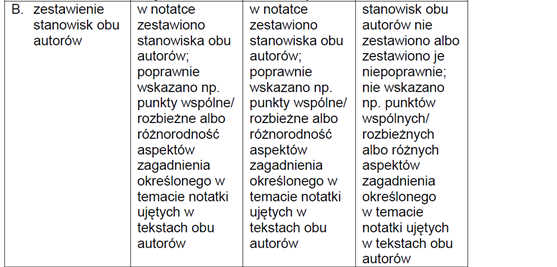 B. zestawienie
stanowisk obu
autorów
w notatce
zestawiono
stanowiska obu
autorów;
poprawnie
wskazano np.
punkty wspólne/
rozbieżne albo
różnorodność
aspektów
zagadnienia
określonego w
temacie notatki
ujętych w
tekstach obu
autorów
w notatce
zestawiono
stanowiska obu
autorów;
poprawnie
wskazano np.
punkty wspólne/
rozbieżne albo
różnorodność
aspektów
zagadnienia
określonego w
temacie notatki
ujętych w
tekstach obu
autorów
stanowisk obu
autorów nie
zestawiono albo
zestawiono je
niepoprawnie;
nie wskazano
np. punktów
wspólnych/
rozbieżnych
albo różnych
aspektów
zagadnienia
określonego
w temacie
notatki ujętych
w tekstach obu
autorów